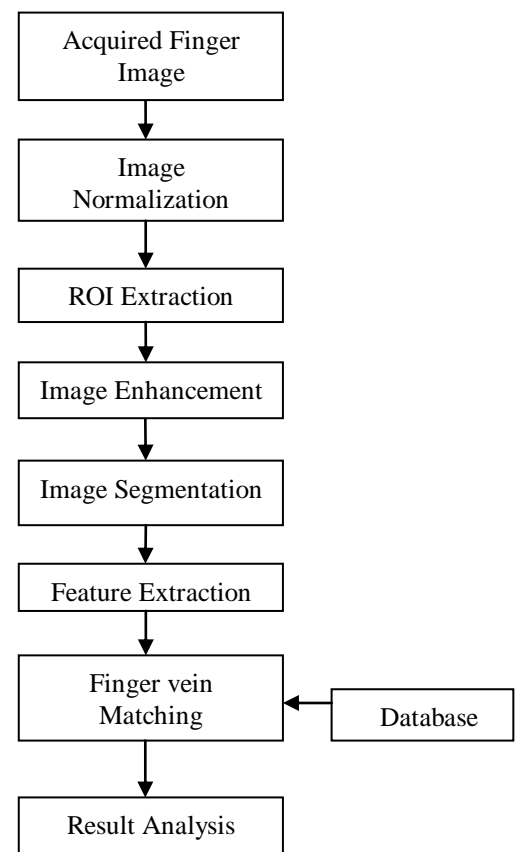 Acquired Finger
Image
Image
Normalization
ROI Extraction
Image Enhancement
Image Segmentation
Feature Extraction
Finger vein
Matching
Database
Result Analysis